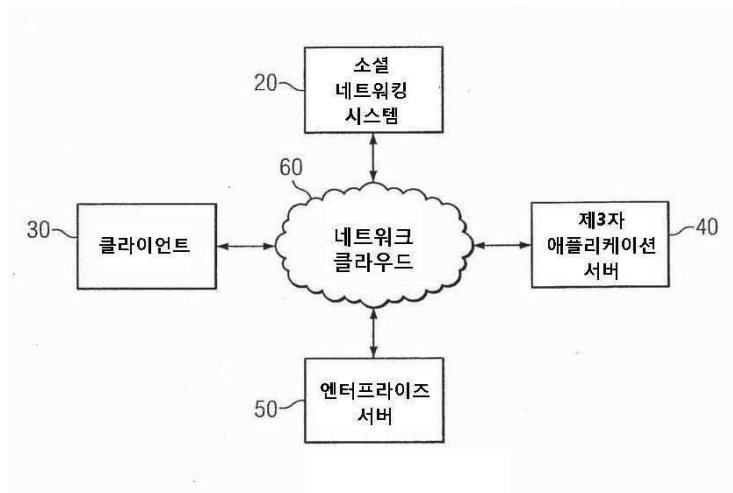 20
소셜
네트워킹
시스템
60
30
클라이언트
네트워크
클라우드
제3자
애플리케이션
서버
40
50
엔터프라이즈
서버